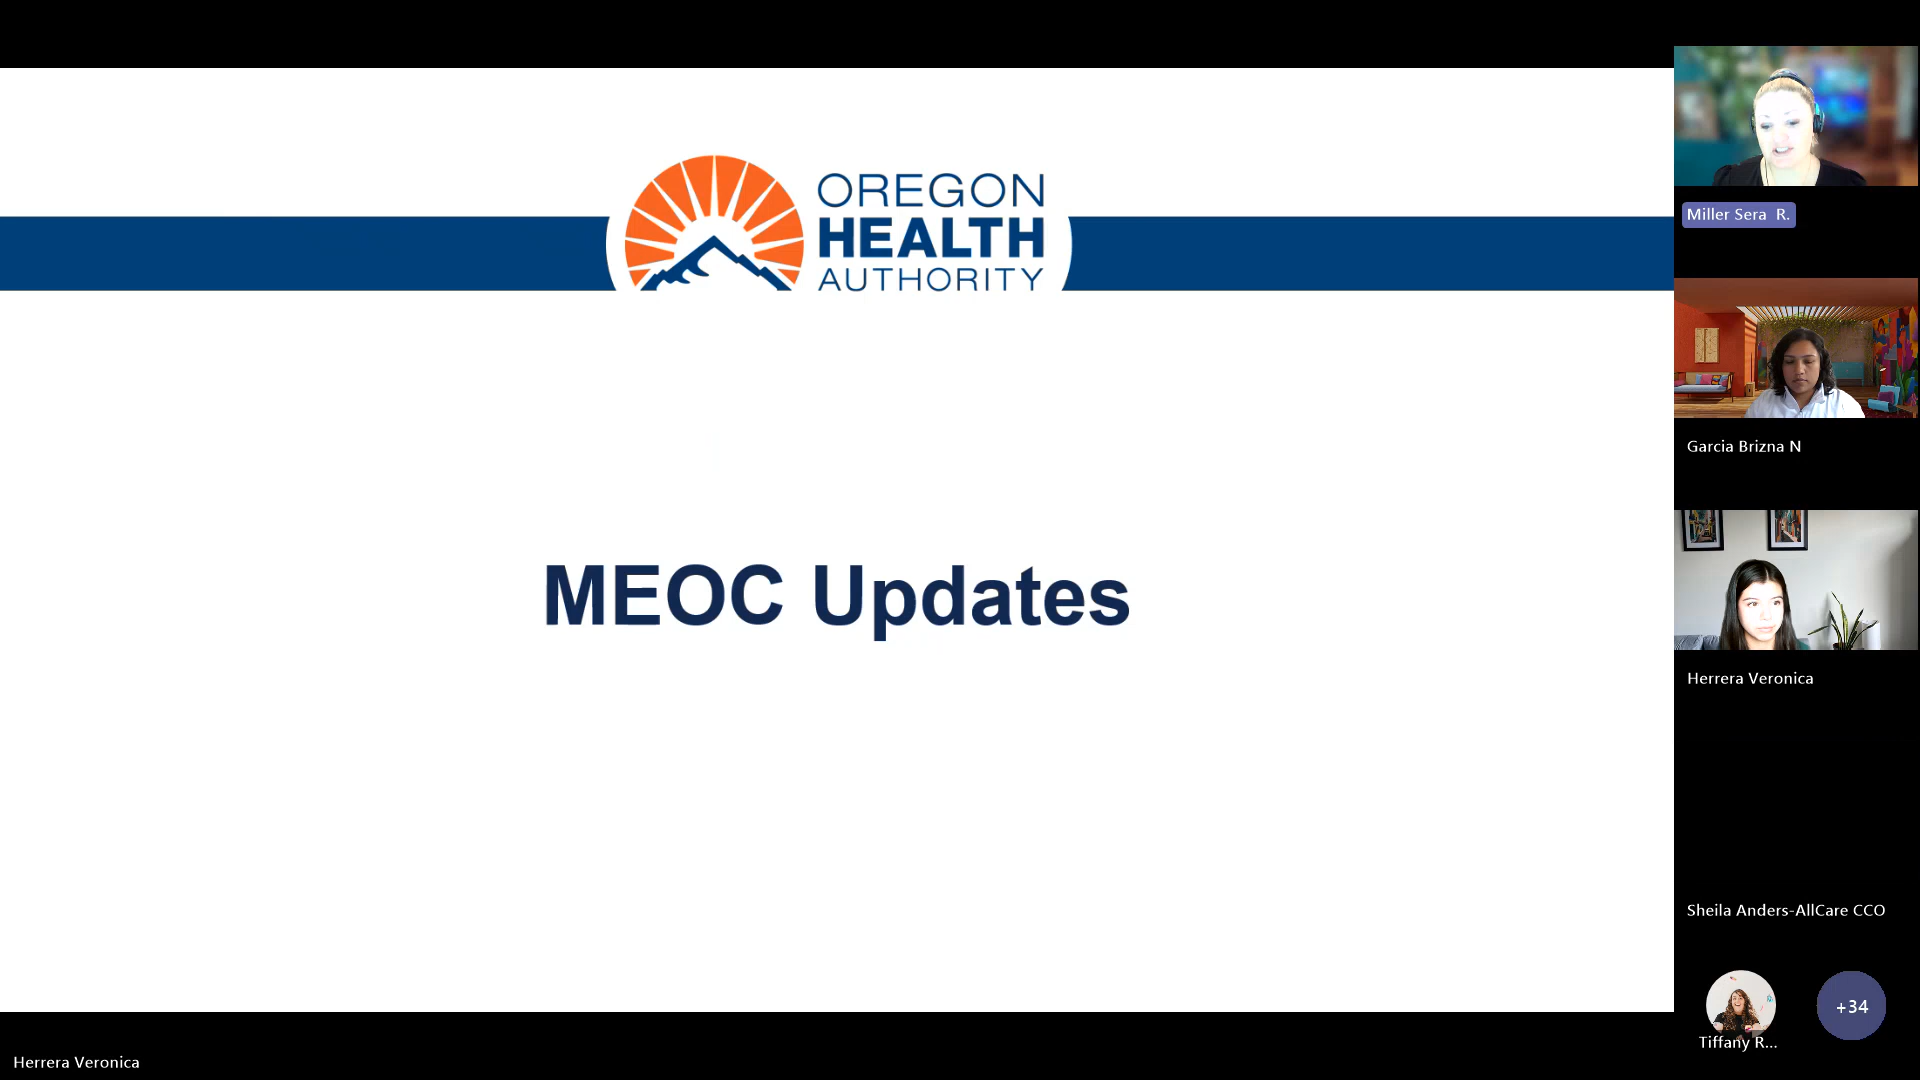 OREGON
HEALTH
AUTHORITY
MEOC Updates
Miller Sera R.
Garcia Brizna N
Herrera Veronica
Sheila Anders-AllCare CCO
Tiffany R...
+34
Herrera Veronica